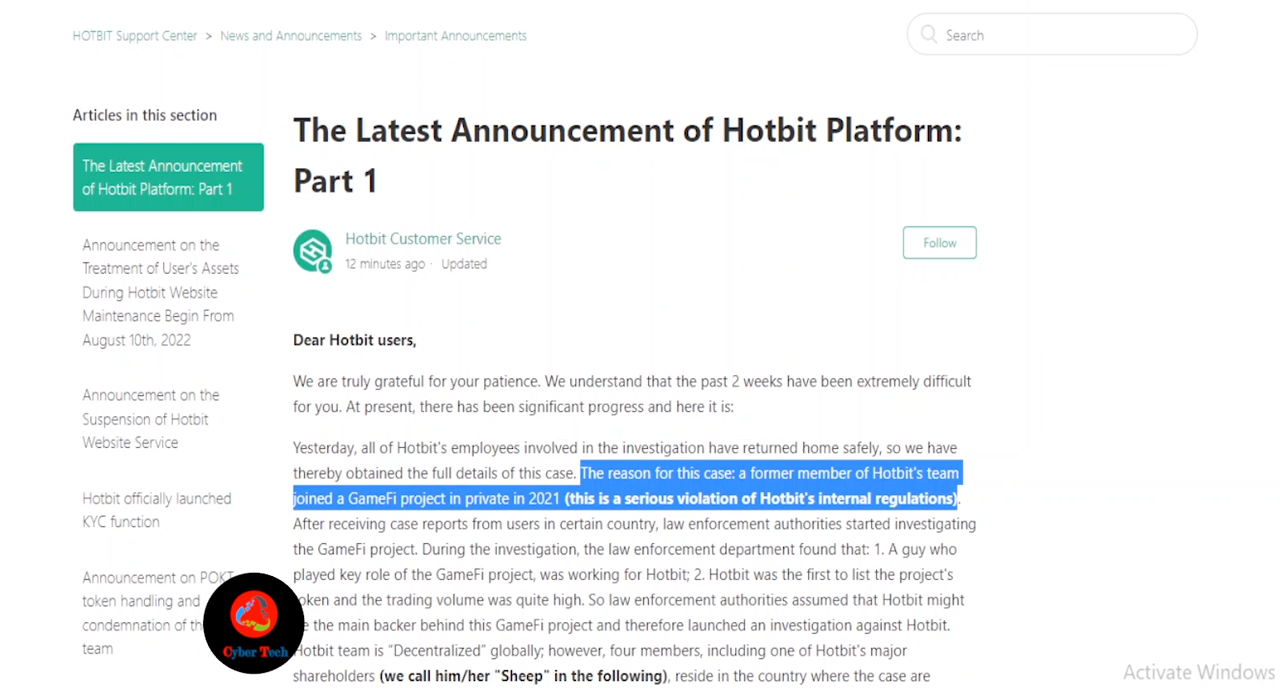 HOTBIT Support Center > News and Announcements > Important Announcements
Search
Articles in this section
The Latest Announcement
of Hotbit Platform: Part 1
Announcement on the
Treatment of User's Assets
During Hotbit Website
Maintenance Begin From
August 10th, 2022
Announcement on the
Suspension of Hotbit
Website Service
Hotbit officially launched
KYC function
Announcement on POKT
token handling and
condemnation of th
team
The Latest Announcement of Hotbit Platform:
Part 1
Hotbit Customer Service
12 minutes ago · Updated
Follow
Dear Hotbit users,
We are truly grateful for your patience. We understand that the past 2 weeks have been extremely difficult
for you. At present, there has been significant progress and here it is:
Yesterday, all of Hotbit's employees involved in the investigation have returned home safely, so we have
thereby obtained the full details of this case. The reason for this case: a former member of Hotbit's team
joined a GameFi project in private in 2021 (this is a serious violation of Hotbit's internal regulations).
After receiving case reports from users in certain country, law enforcement authorities started investigating
the GameFi project. During the investigation, the law enforcement department found that: 1. A guy who
played key role of the GameFi project, was working for Hotbit; 2. Hotbit was the first to list the project's
oken and the trading volume was quite high. So law enforcement authorities assumed that Hotbit might
e the main backer behind this GameFi project and therefore launched an investigation against Hotbit.
Hotbit team is "Decentralized" globally; however, four members, including one of Hotbit's major
shareholders (we call him/her "Sheep" in the following), reside in the country where the case are
Cyber Tech
Activate Windows